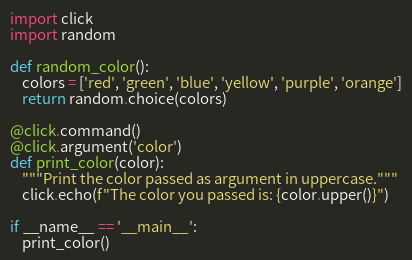 import click
import random

def random_color():
    colors = ['red', 'green', 'blue', 'yellow', 'purple', 'orange']
    return random.choice(colors)

@click.command()
@click.argument('color')
def print_color(color):
    """Print the color passed as argument in uppercase."""
    click.echo(f"The color you passed is: {color.upper()}")

if __name__ == '__main__':
    print_color()